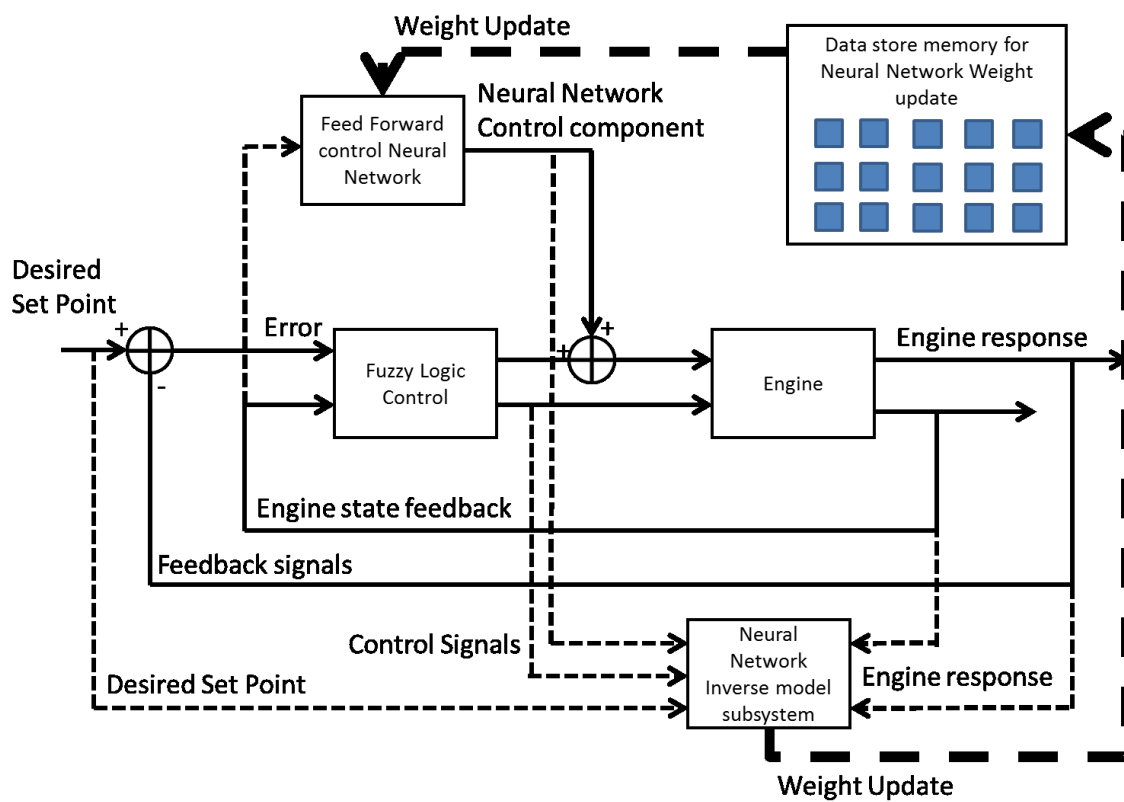 Weight Update
Data store memory for
Neural Network Weight
update
Neural Network
Control component
Feed Forward
control Neural
Network
Desired
Set Point
+
-
Error
Fuzzy Logic
Control
+
+
Engine
Engine response
Engine state feedback
Feedback signals
Control Signals
Desired Set Point
Neural
Network
Inverse model
subsystem
Engine response
Weight Update